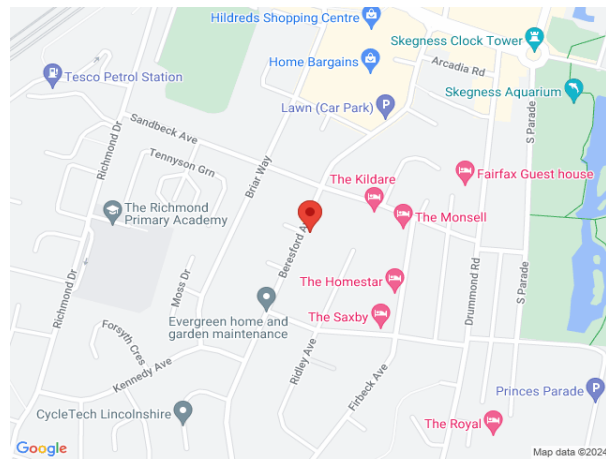 Hildreds Shopping Centre
Skegness Clock Tower
Home Bargains
Arcadia Rd
Tesco Petrol Station
Skegness Aquarium
Lawn (Car Park)
S Parade
Richmond Dr
Sandbeck Ave
Tennyson Grn
Briar Way
The Kildare
Fairfax Guest house
The Richmond
Primary Academy
The Monsell
Beresford A
Richmond Dr
Moss Dr
The Homestar
Drummond Rd
S Parade
The Saxby
Evergreen home and
garden maintenance
Forsyth Cres
Ridley Ave
Kennedy Ave
Firbeck Ave
Princes Parade
CycleTech Lincolnshire
The Royal
Google
Map data ©2024